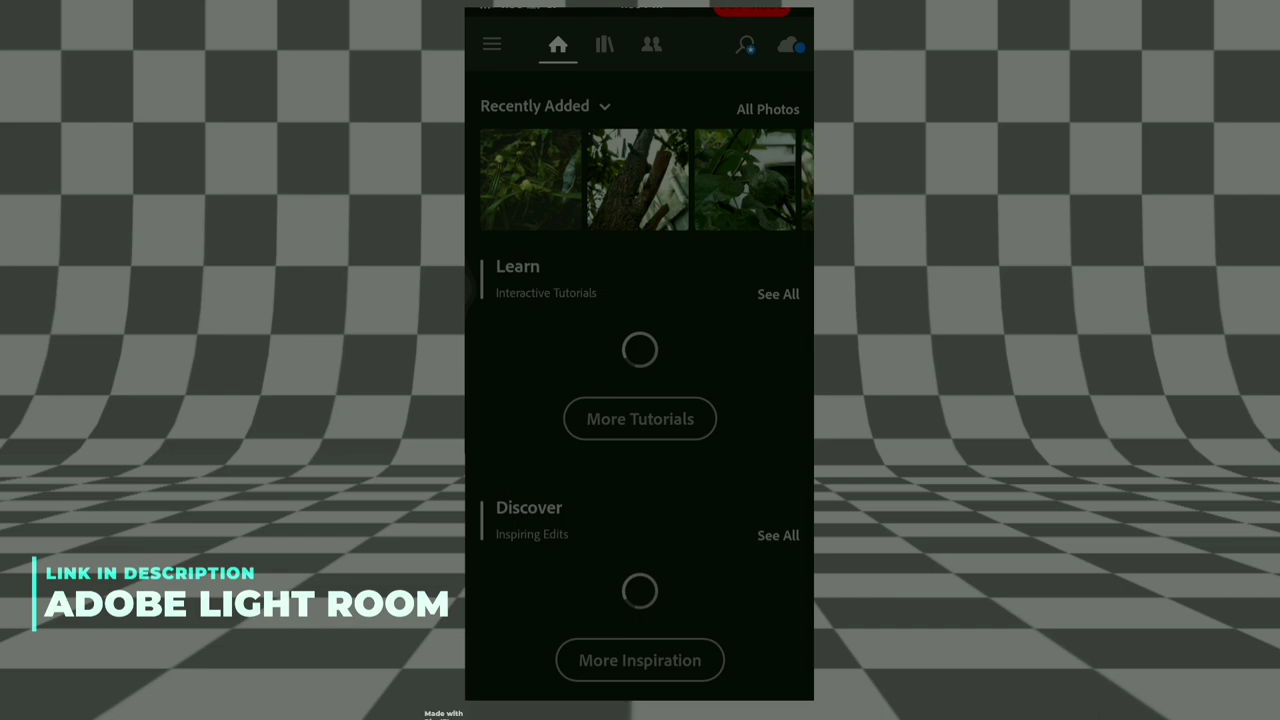 Recently Added
All Photos
Learn
Interactive Tutorials
See All
More Tutorials
Discover
Inspiring Edits
See All
More Inspiration
LINK IN DESCRIPTION
ADOBE LIGHT ROOM
Made with